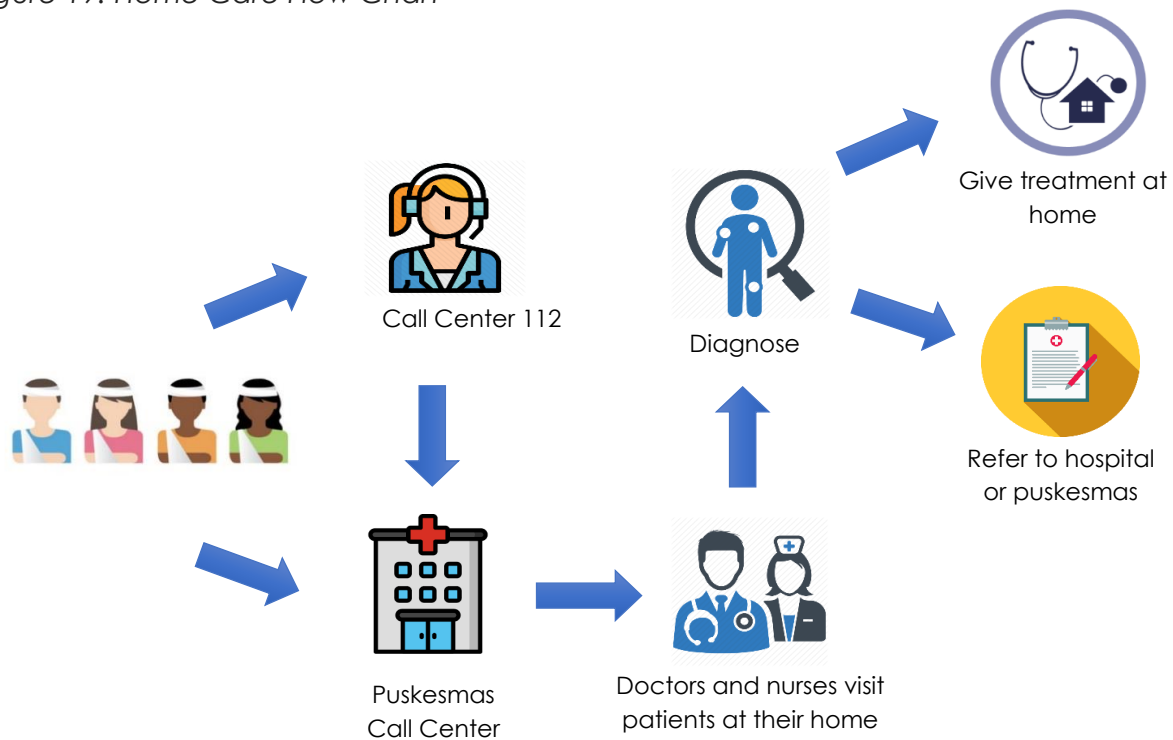 Call Center 112
Puskesmas
Call Center
Doctors and nurses visit
patients at their home
Diagnose
Give treatment at
home
Refer to hospital
or puskesmas